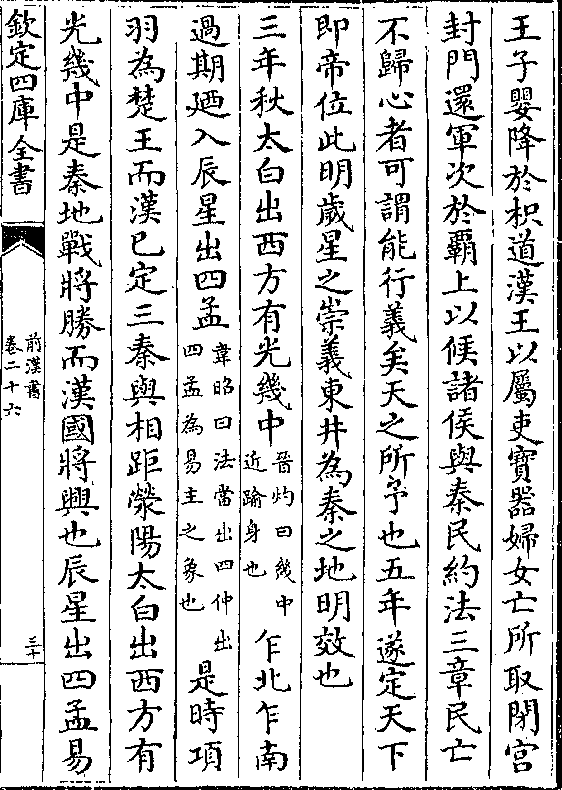 王子嬰降於枳道漢王以屬吏寶器婦女亡所取閉宮
封門還軍次於霸上以候諸侯與秦民約法三章民亡
不歸心者可謂能行義矣天之所予也五年遂定天下
即帝位此明歲星之崇義東井為秦之地明效也
三年秋太白出西方有光幾中晉灼曰幾中近踰身也乍北乍南
過期廼入辰星出四孟韋昭曰法當出四仲出四孟為易主之象也是時項
羽為楚王而漢已定三秦與相距滎陽太白出西方有
光幾中是秦地戰將勝而漢國將興也辰星出四孟易
欽定四庫全書
前漢書
卷二十六
三十